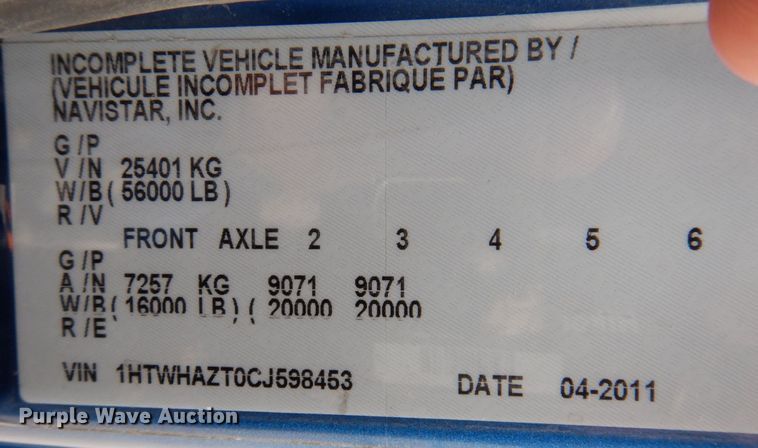 INCOMPLETE VEHICLE MANUFACTURED BY /
(VEHICULE INCOMPLET FABRIQUE PAR)
NAVISTAR, INC.
G /P
V /N 25401 KG
W/B ( 56000 LB )
R /V
FRONT AXLE 2 3 4 5 6
G /P
A /N 7257 KG 9071 9071
W/B ( 16000 LB ) ( 20000 20000
R /E
VIN 1HTWHAZT0CJ598453 DATE 04-2011
Purple Wave Auction